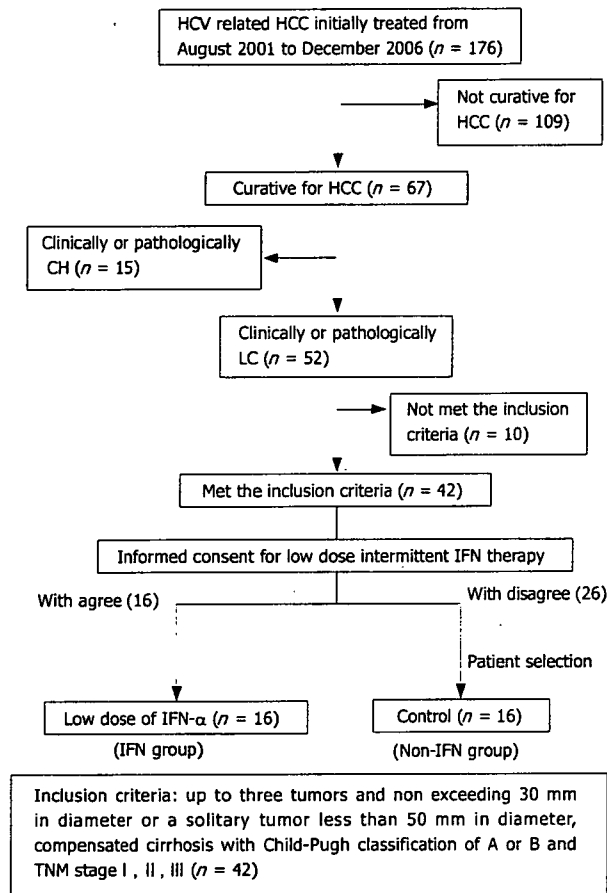 HCV related HCC initially treated from
August 2001 to December 2006 (n = 176)
Not curative for
HCC (n = 109)
Curative for HCC (n = 67)
Clinically or pathologically
CH (n = 15)
Clinically or pathologically
LC (n = 52)
Not met the inclusion
criteria (n = 10)
Met the inclusion criteria (n = 42)
Informed consent for low dose intermittent IFN therapy
With agree (16)
With disagree (26)
Patient selection
Low dose of IFN-α (n = 16)
(IFN group)
Control (n = 16)
(Non-IFN group)
Inclusion criteria: up to three tumors and non exceeding 30 mm
in diameter or a solitary tumor less than 50 mm in diameter,
compensated cirrhosis with Child-Pugh classification of A or B and
TNM stage I , II , III (n = 42)